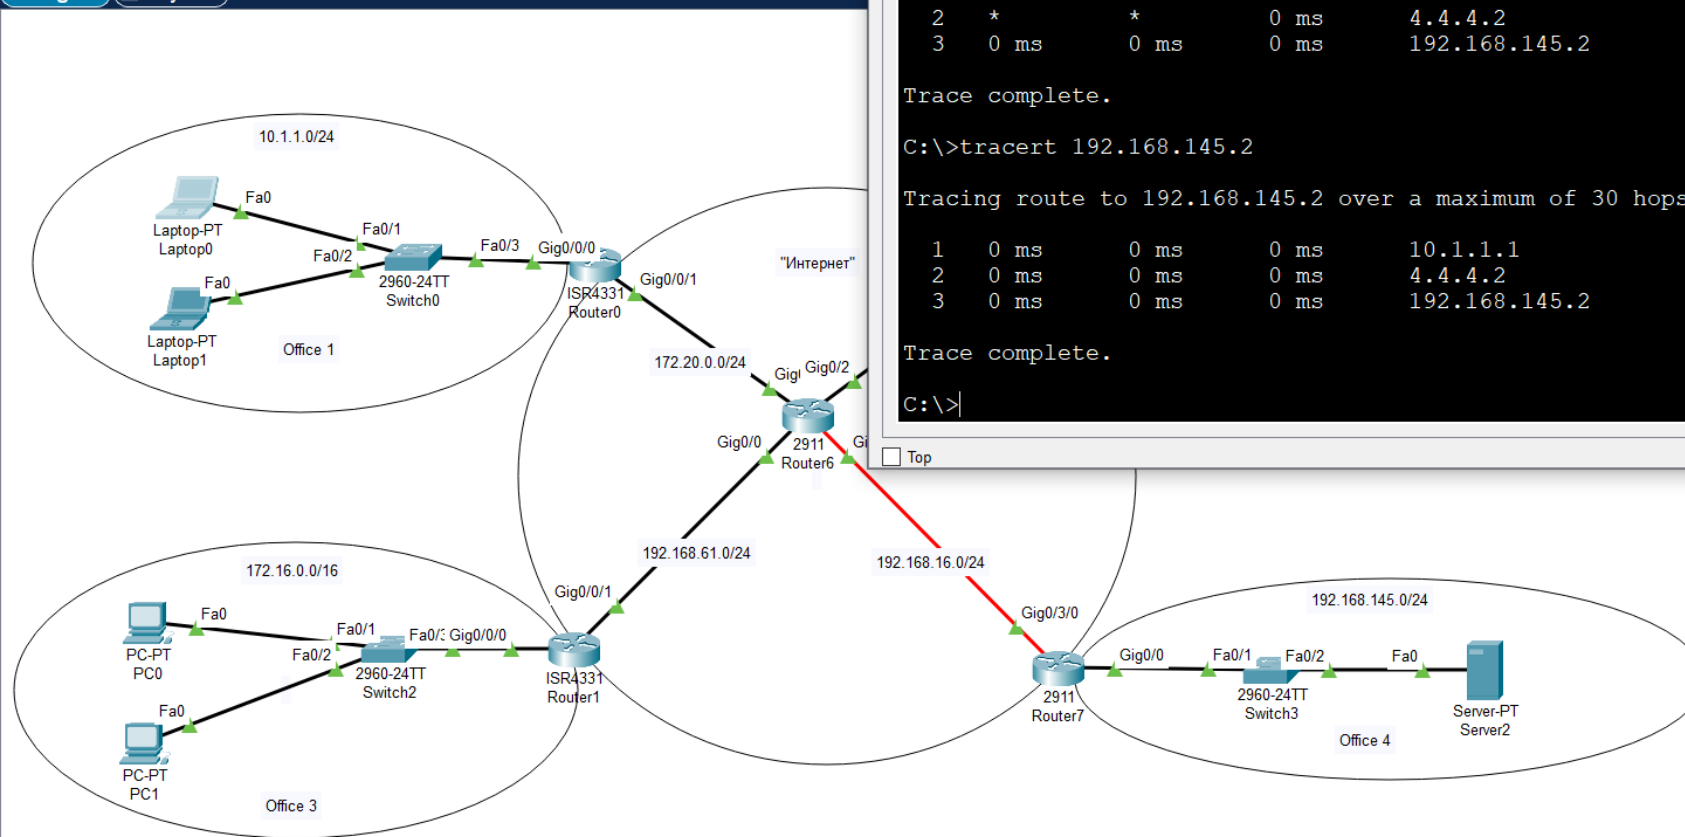 2 * * 0 ms 4.4.4.2
3 0 ms 0 ms 0 ms 192.168.145.2
Trace complete.
C:\>tracert 192.168.145.2
Tracing route to 192.168.145.2 over a maximum of 30 hops
1 0 ms 0 ms 0 ms 10.1.1.1
2 0 ms 0 ms 0 ms 4.4.4.2
3 0 ms 0 ms 0 ms 192.168.145.2
Trace complete.
C:\>
Top
10.1.1.0/24
Fa0
Laptop-PT
Laptop0
Fa0/1
Fa0/2
Fa0
Laptop-PT
Laptop1
2960-24TT
Switch0
Fa0/3
Gig0/0/0
Office 1
ISR4331
Router0
Gig0/0/1
"Интернет"
172.20.0.0/24
Gig0/2
Gig0/0
2911
Router6
192.168.61.0/24
192.168.16.0/24
172.16.0.0/16
Fa0
PC-PT
PC0
Fa0/1
Fa0/2
Fa0
PC-PT
PC1
2960-24TT
Switch2
Gig0/0/0
Gig0/0/1
ISR4331
Router1
Office 3
Gig0/3/0
2911
Router7
192.168.145.0/24
Gig0/0
Fa0/1
Fa0/2
Fa0
2960-24TT
Switch3
Server-PT
Server2
Office 4